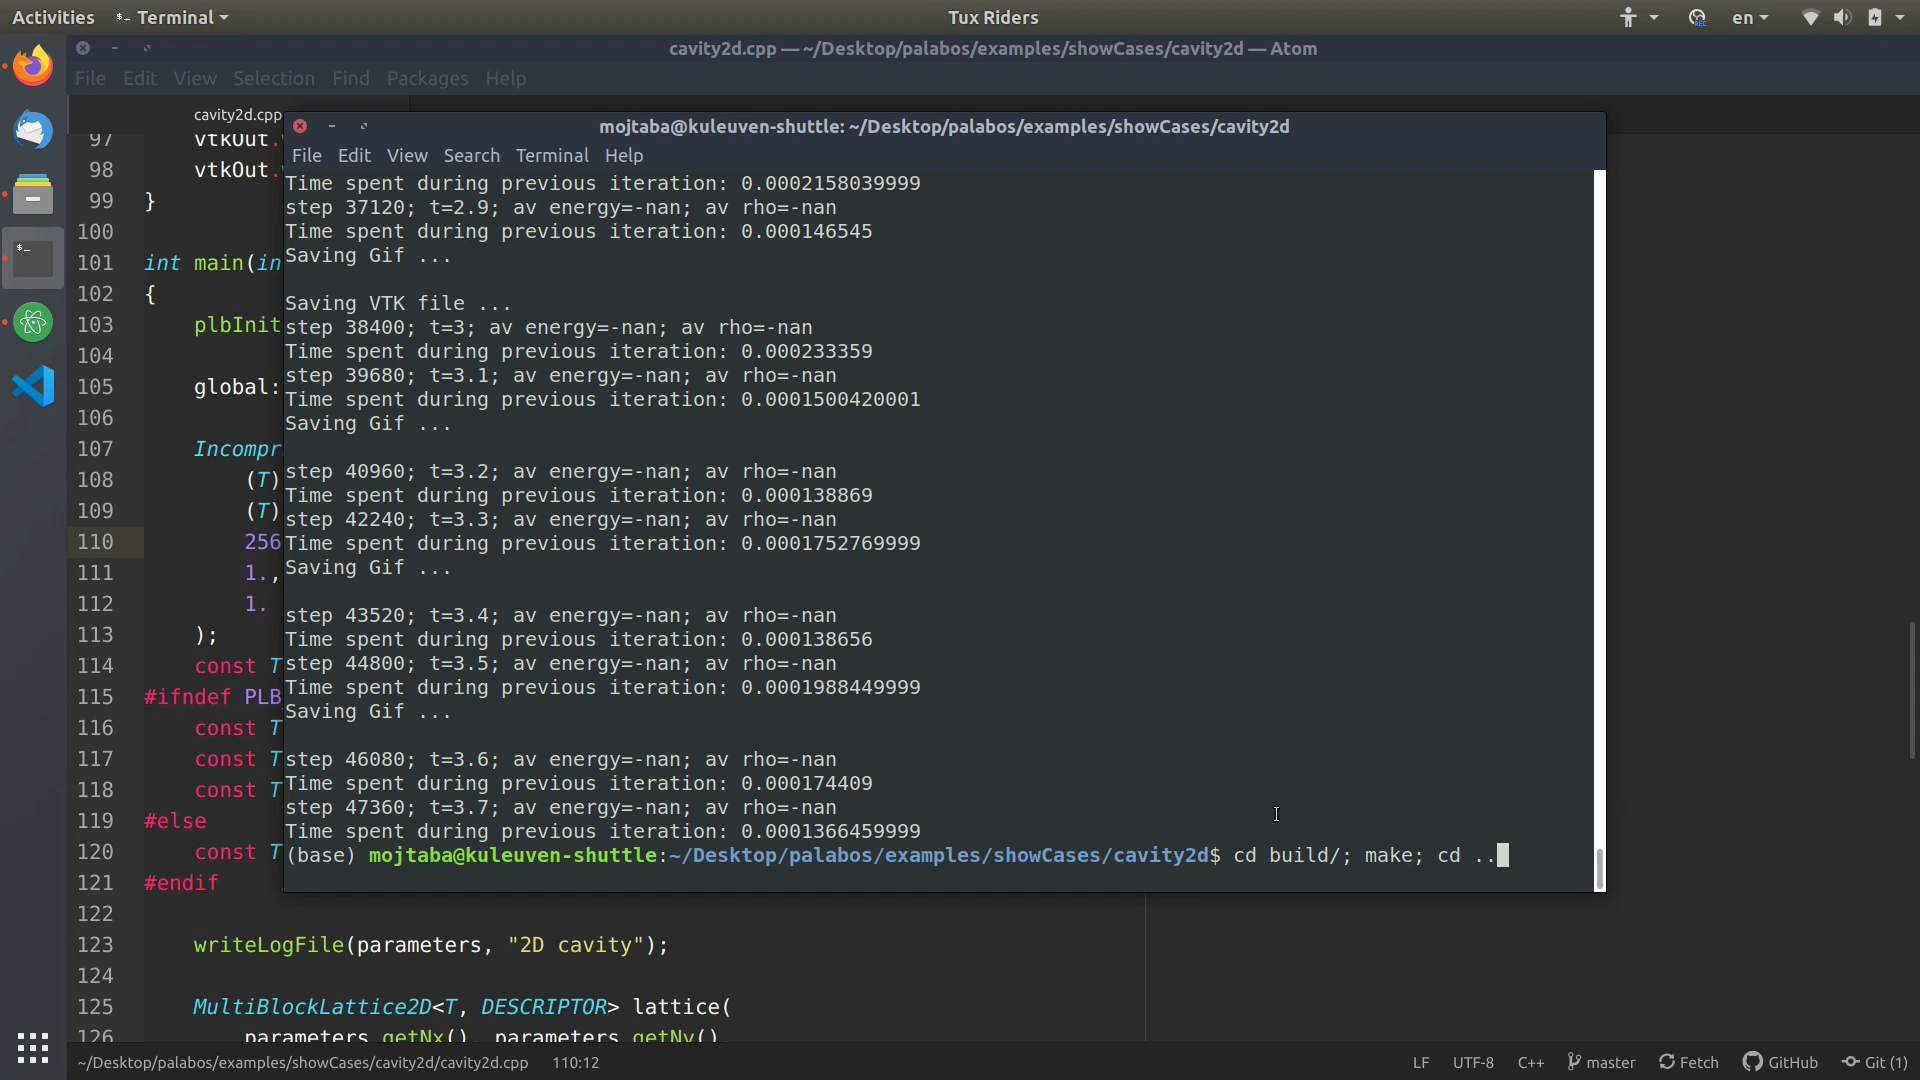 Activities Terminal Tux Riders en
cavity2d.cpp — ~/Desktop/palabos/examples/showCases/cavity2d — Atom
File Edit View Selection Find Packages Help
cavity2d.cpp
mojtaba@kuleuven-shuttle: ~/Desktop/palabos/examples/showCases/cavity2d
File Edit View Search Terminal Help
97 vtkOut.
98 vtkOut.
99 }
100
101 int main(in
102 {
103 plbInit
104
105 global:
106
107 Incompr
108 (T)
109 (T)
110 256
111 1.,
112 1.
113 );
114 const T
115 #ifndef PLB
116 const T
117 const T
118 const T
119 #else
120 const T
121 #endif
122
123 writeLogFile(parameters, "2D cavity");
124
125 MultiBlockLattice2D<T, DESCRIPTOR> lattice(
126 parameters.getNx(), parameters.getNy()
Time spent during previous iteration: 0.0002158039999
step 37120; t=2.9; av energy=-nan; av rho=-nan
Time spent during previous iteration: 0.000146545
Saving Gif ...
Saving VTK file ...
step 38400; t=3; av energy=-nan; av rho=-nan
Time spent during previous iteration: 0.000233359
step 39680; t=3.1; av energy=-nan; av rho=-nan
Time spent during previous iteration: 0.0001500420001
Saving Gif ...
step 40960; t=3.2; av energy=-nan; av rho=-nan
Time spent during previous iteration: 0.000138869
step 42240; t=3.3; av energy=-nan; av rho=-nan
Time spent during previous iteration: 0.0001752769999
Saving Gif ...
step 43520; t=3.4; av energy=-nan; av rho=-nan
Time spent during previous iteration: 0.000138656
step 44800; t=3.5; av energy=-nan; av rho=-nan
Time spent during previous iteration: 0.0001988449999
Saving Gif ...
step 46080; t=3.6; av energy=-nan; av rho=-nan
Time spent during previous iteration: 0.000174409
step 47360; t=3.7; av energy=-nan; av rho=-nan
Time spent during previous iteration: 0.0001366459999
(base) mojtaba@kuleuven-shuttle:~/Desktop/palabos/examples/showCases/cavity2d$ cd build/; make; cd ..
~/Desktop/palabos/examples/showCases/cavity2d/cavity2d.cpp 110:12 LF UTF-8 C++ master Fetch GitHub Git (1)